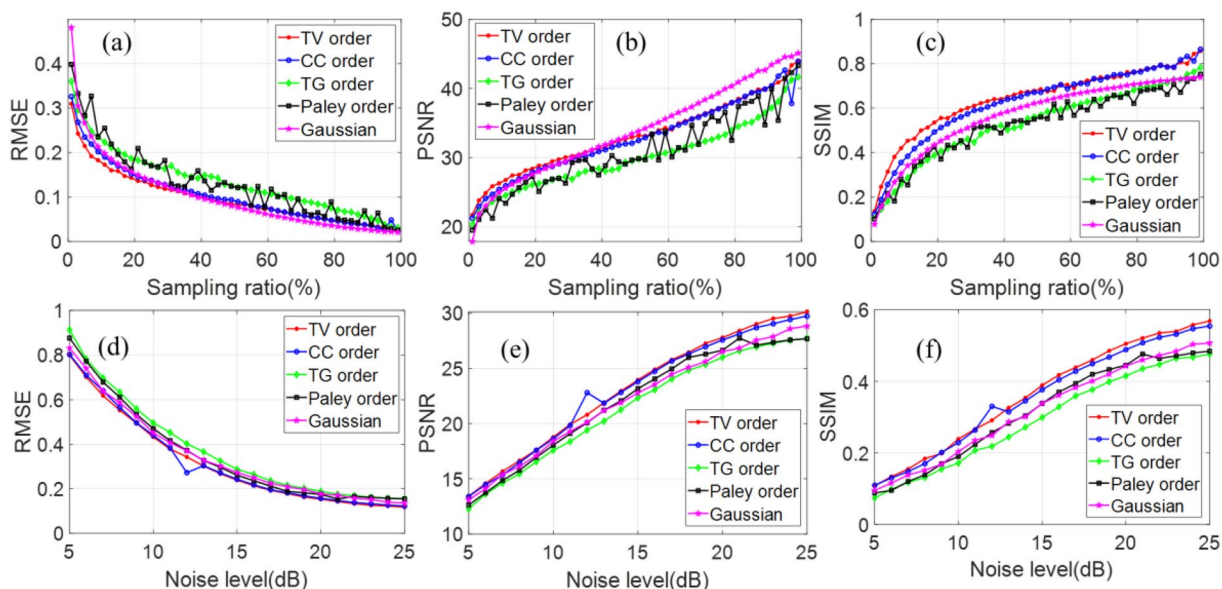 (a)
RMSE
0.4
0.3
0.2
0.1
0
0 20 40 60 80 100
Sampling ratio(%)
TV order
CC order
TG order
Paley order
Gaussian
(b)
PSNR
40
30
20
0 20 40 60 80 100
Sampling ratio(%)
TV order
CC order
TG order
Paley order
Gaussian
(c)
SSIM
1
0.8
0.6
0.4
0.2
0
0 20 40 60 80 100
Sampling ratio(%)
TV order
CC order
TG order
Paley order
Gaussian
(d)
RMSE
1
0.8
0.6
0.4
0.2
0
5 10 15 20 25
Noise level(dB)
TV order
CC order
TG order
Paley order
Gaussian
(e)
PSNR
30
25
20
15
10
5 10 15 20 25
Noise level(dB)
TV order
CC order
TG order
Paley order
Gaussian
(f)
SSIM
0.6
0.4
0.2
0
5 10 15 20 25
Noise level(dB)
TV order
CC order
TG order
Paley order
Gaussian